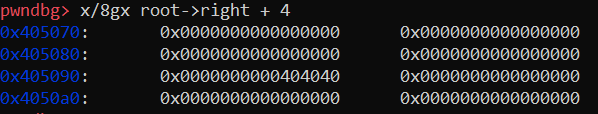 pwndbg> x/8gx root->right + 4
0x405070: 0x0000000000000000 0x0000000000000000
0x405080: 0x0000000000000000 0x0000000000000000
0x405090: 0x0000000000404040 0x0000000000000000
0x4050a0: 0x0000000000000000 0x0000000000000000